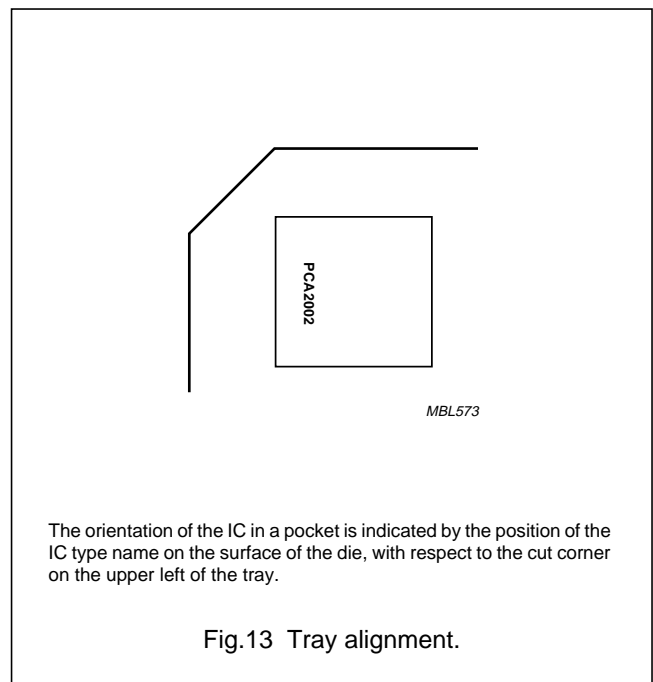 PCA2002
MBL573
The orientation of the IC in a pocket is indicated by the position of the
IC type name on the surface of the die, with respect to the cut corner
on the upper left of the tray.
Fig.13 Tray alignment.